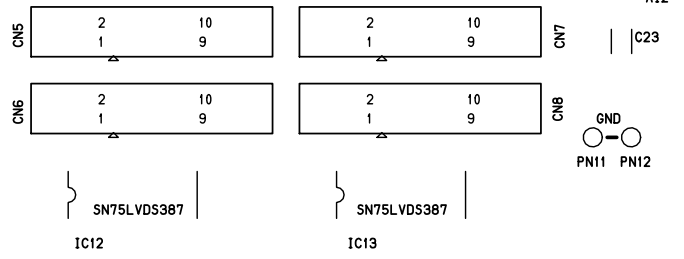 CN5
2 10
1 9
2 10
1 9
CN7
C23
CN6
2 10
1 9
2 10
1 9
CN8
GND
PN11 PN12
SN75LVDS387
SN75LVDS387
IC12
IC13